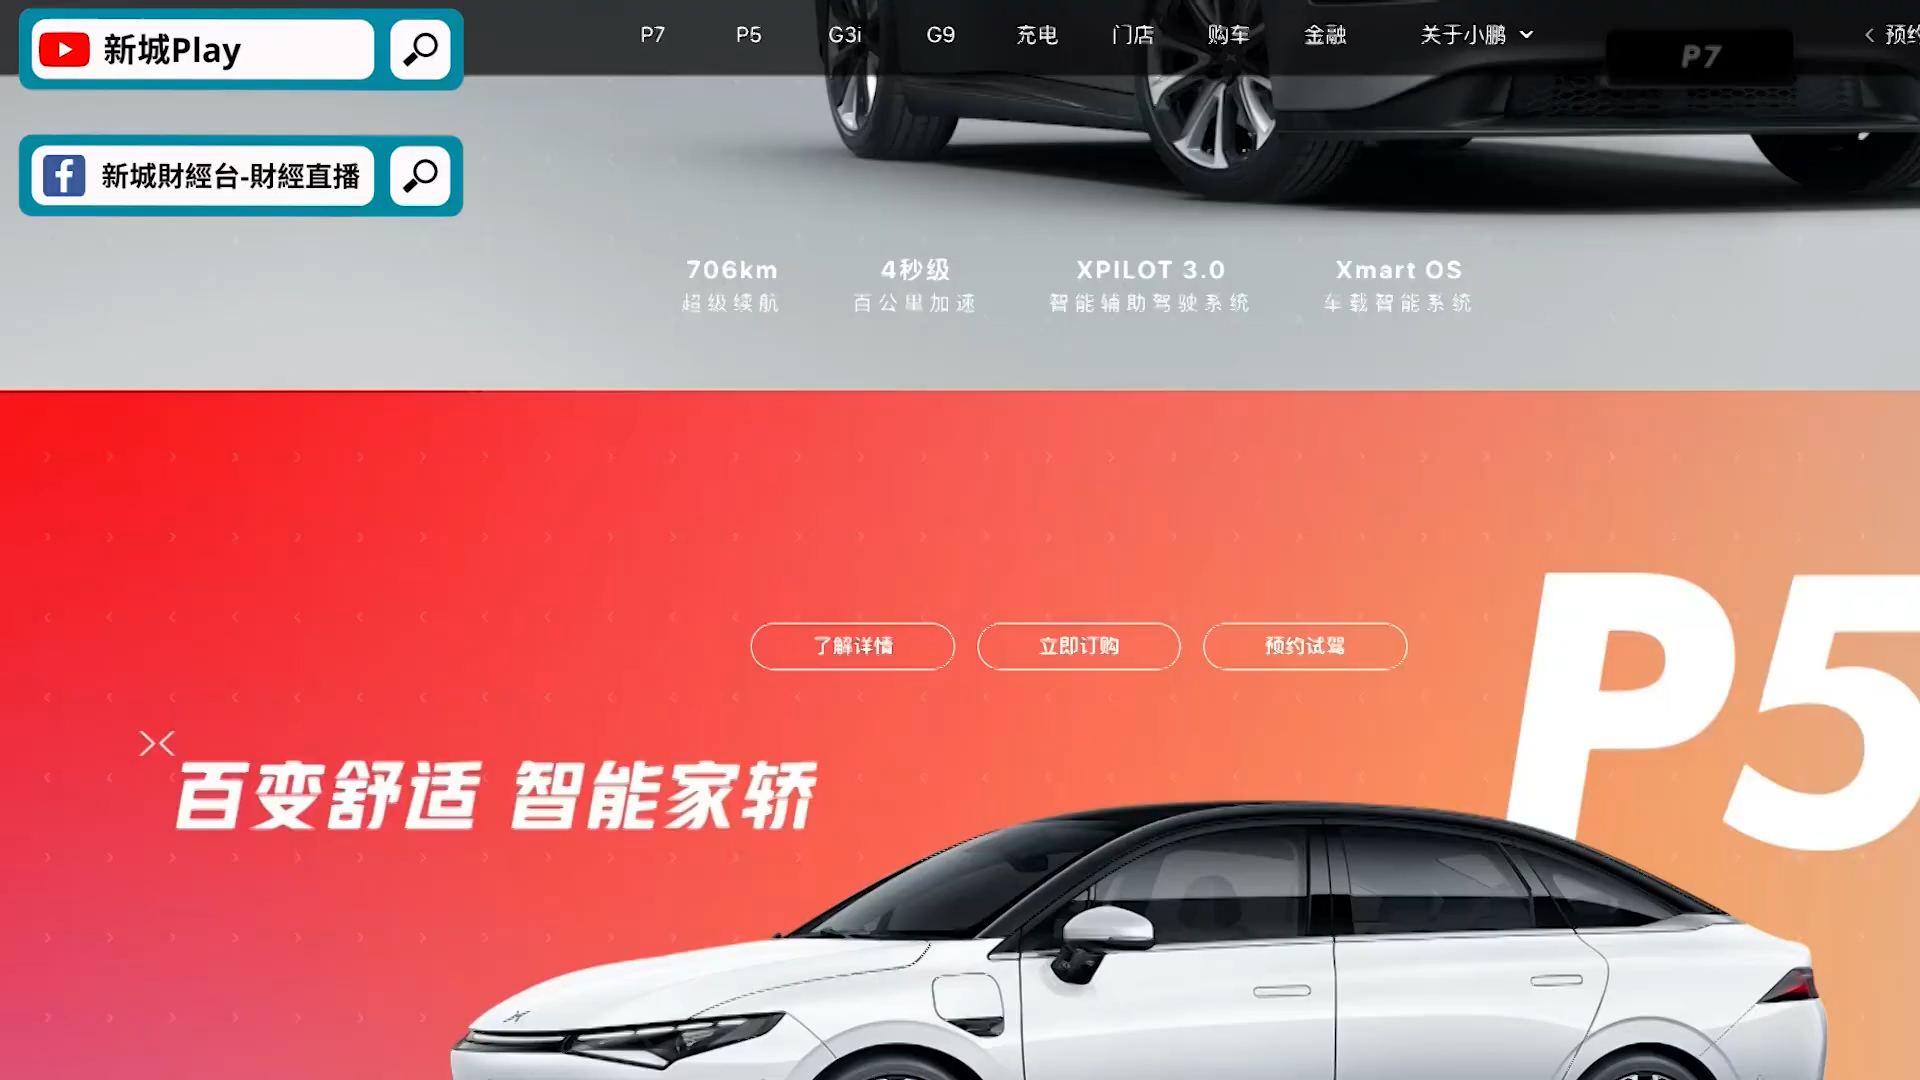 新城Play
P7
P5
G3i
G9
充电
门店
购车
金融
关于小鹏
预约
P7
新城財經台-財經直播
706km
4秒级
XPILOT 3.0
Xmart OS
超级续航
百公里加速
智能辅助驾驶系统
车载智能系统
了解详情
立即订购
预约试驾
P5
百变舒适 智能家轿